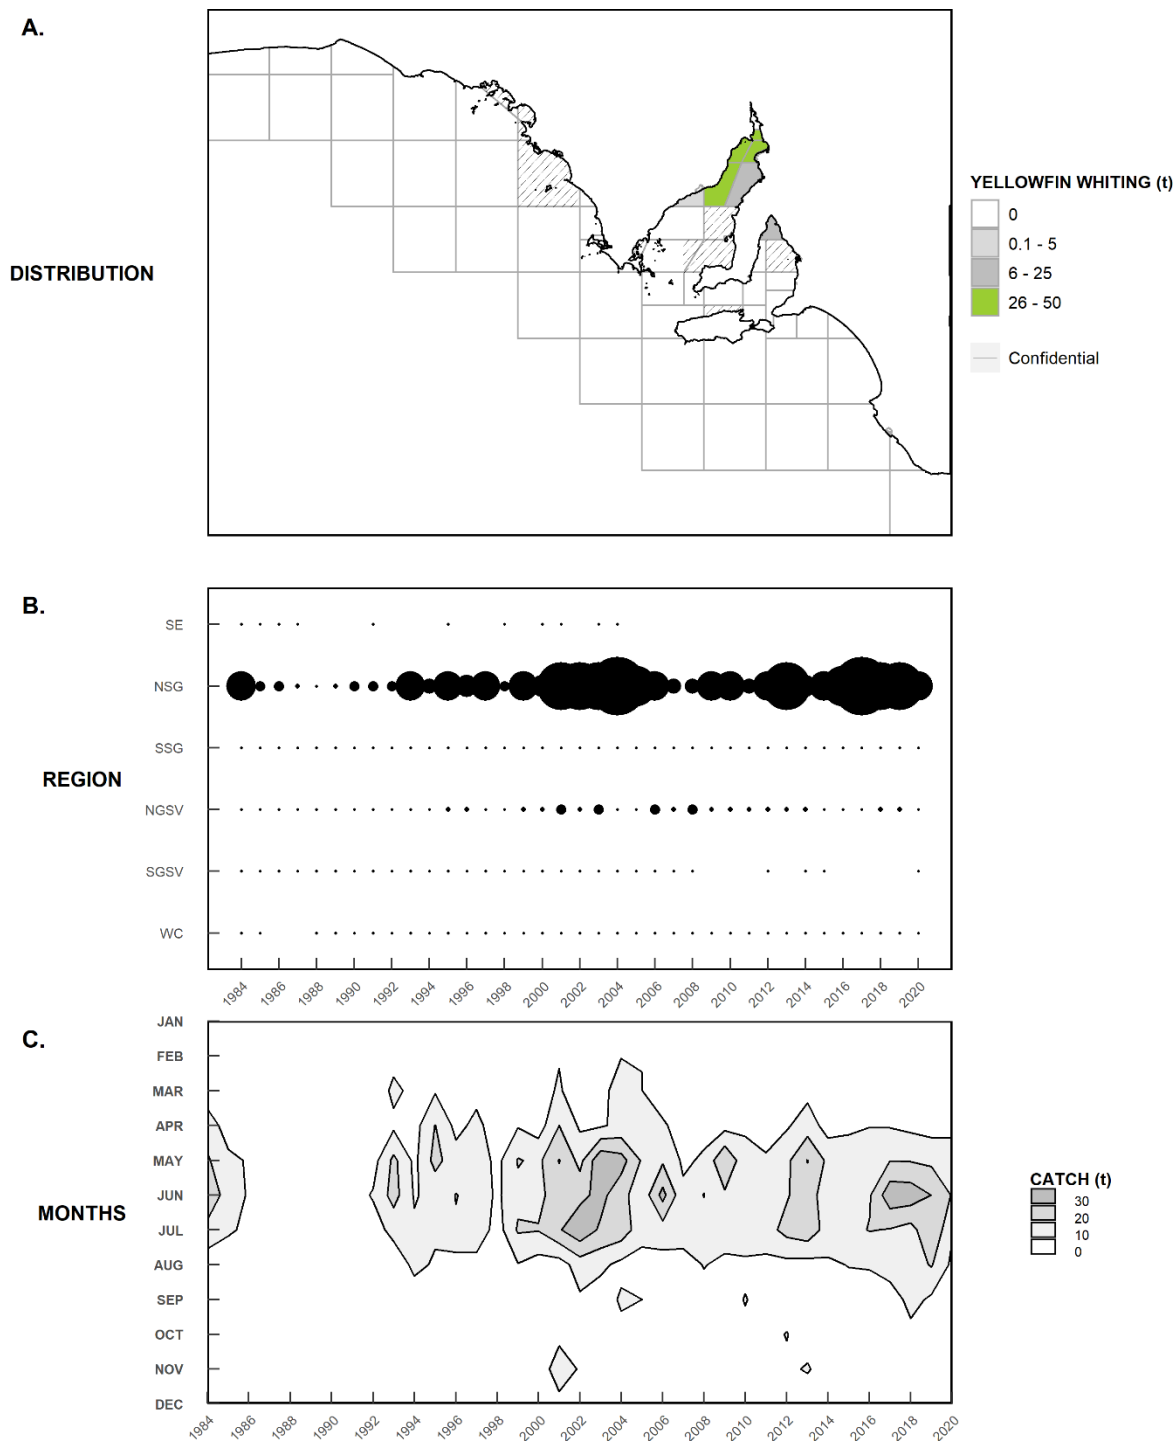 A.
DISTRIBUTION
YELLOWFIN WHITING (t)
0
0.1 - 5
6 - 25
26 - 50
Confidential
B.
REGION
SE
NSG
SSG
NGSV
SGSV
WC
1984 1986 1988 1990 1992 1994 1996 1998 2000 2002 2004 2006 2008 2010 2012 2014 2016 2018 2020
C.
MONTHS
JAN
FEB
MAR
APR
MAY
JUN
JUL
AUG
SEP
OCT
NOV
DEC
1984 1986 1988 1990 1992 1994 1996 1998 2000 2002 2004 2006 2008 2010 2012 2014 2016 2018 2020
CATCH (t)
30
20
10
0